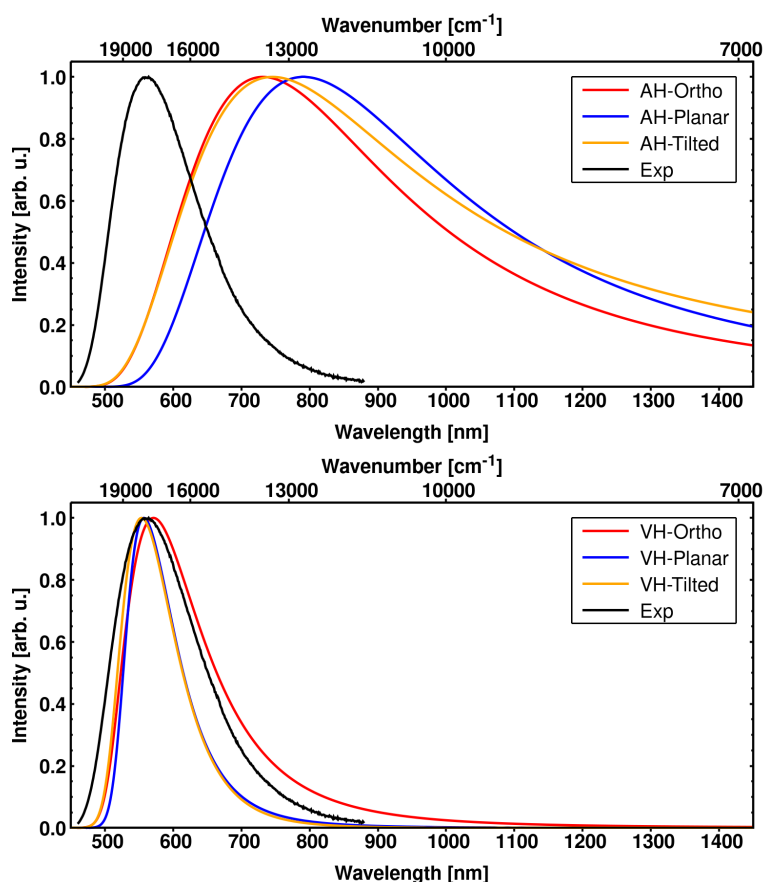 Wavenumber [cm-1]
19000 16000 13000 10000 7000
1.0
0.8
0.6
0.4
0.2
0.0
Intensity [arb. u.]
AH-Ortho
AH-Planar
AH-Tilted
Exp
500 600 700 800 900 1000 1100 1200 1300 1400
Wavelength [nm]
Wavenumber [cm-1]
19000 16000 13000 10000 7000
1.0
0.8
0.6
0.4
0.2
0.0
Intensity [arb. u.]
VH-Ortho
VH-Planar
VH-Tilted
Exp
500 600 700 800 900 1000 1100 1200 1300 1400
Wavelength [nm]